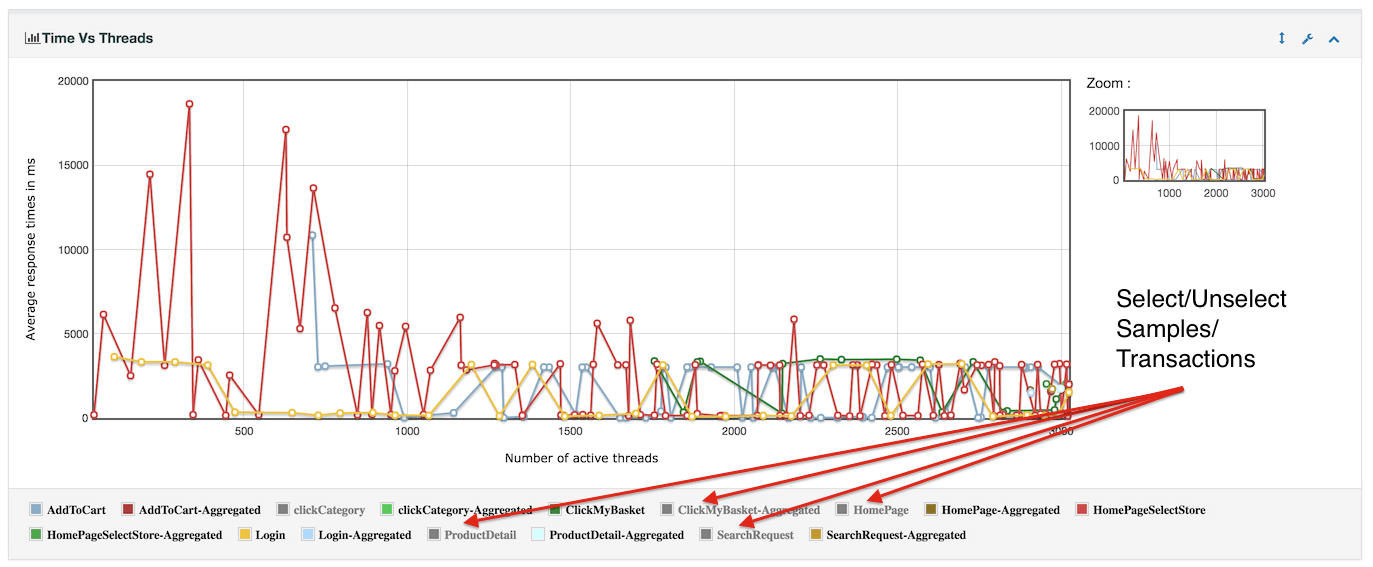 Time Vs Threads
Zoom :
20000
15000
10000
5000
0
500
1000
1500
2000
2500
3000
Average response times in ms
Number of active threads
20000
10000
0
1000
2000
3000
Select/Unselect
Samples/
Transactions
AddToCart AddToCart-Aggregated clickCategory clickCategory-Aggregated ClickMyBasket ClickMyBasket-Aggregated HomePage HomePage-Aggregated HomePageSelectStore
HomePageSelectStore-Aggregated Login Login-Aggregated ProductDetail ProductDetail-Aggregated SearchRequest SearchRequest-Aggregated